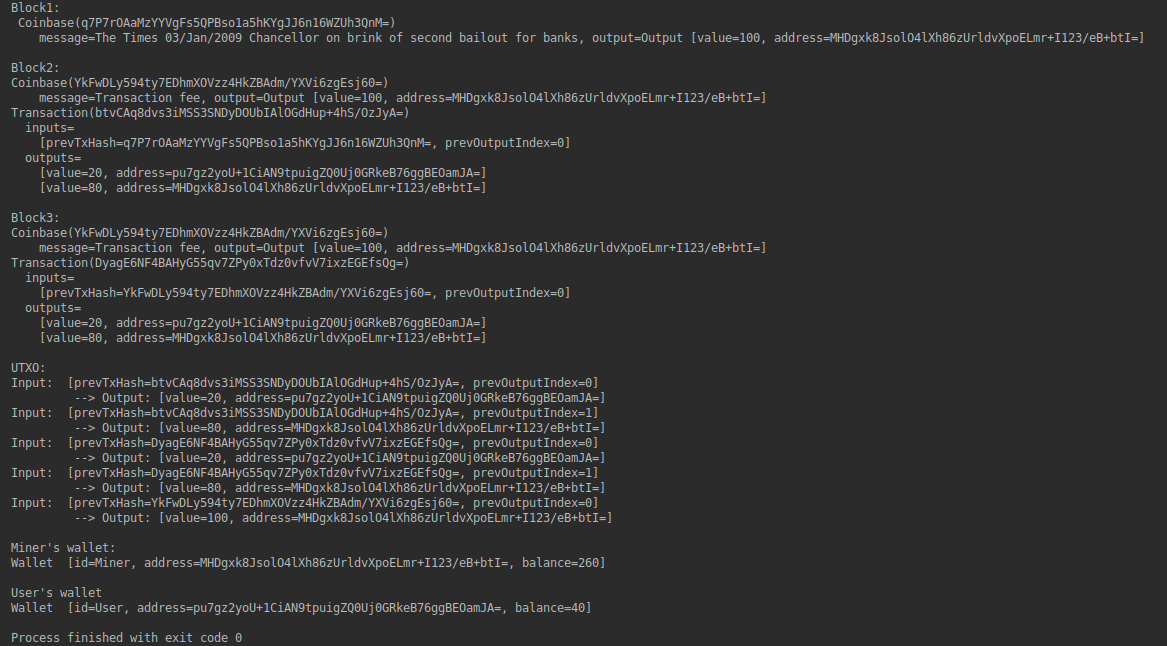 Block1:
Coinbase(q7P7rOAaMzYYVgFs5QPBso1a5hKYgJJ6n16WZUh3QnM=)
message=The Times 03/Jan/2009 Chancellor on brink of second bailout for banks, output=Output [value=100, address=MHDgxk8JsolO4lXh86zUrldvXpoELmr+I123/eB+btI=]
Block2:
Coinbase(YkFwDLy594ty7EDhmXOVzz4HkZBAdm/YXVi6zgEsj60=)
message=Transaction fee, output=Output [value=100, address=MHDgxk8JsolO4lXh86zUrldvXpoELmr+I123/eB+btI=]
Transaction(btvCAq8dvs3iMSS3SNDyDOUbIAlOGdHup+4hS/OzJyA=)
inputs=
[prevTxHash=q7P7rOAaMzYYVgFs5QPBso1a5hKYgJJ6n16WZUh3QnM=, prevOutputIndex=0]
outputs=
[value=20, address=pu7gz2yoU+1CiAN9tpuigZQ0Uj0GRkeB76ggBEOamJA=]
[value=80, address=MHDgxk8JsolO4lXh86zUrldvXpoELmr+I123/eB+btI=]
Block3:
Coinbase(YkFwDLy594ty7EDhmXOVzz4HkZBAdm/YXVi6zgEsj60=)
message=Transaction fee, output=Output [value=100, address=MHDgxk8JsolO4lXh86zUrldvXpoELmr+I123/eB+btI=]
Transaction(DyagE6NF4BAHyG55qv7ZPy0xTdz0vfvV7ixzEGEfsQg=)
inputs=
[prevTxHash=YkFwDLy594ty7EDhmXOVzz4HkZBAdm/YXVi6zgEsj60=, prevOutputIndex=0]
outputs=
[value=20, address=pu7gz2yoU+1CiAN9tpuigZQ0Uj0GRkeB76ggBEOamJA=]
[value=80, address=MHDgxk8JsolO4lXh86zUrldvXpoELmr+I123/eB+btI=]
UTXO:
Input:  [prevTxHash=btvCAq8dvs3iMSS3SNDyDOUbIAlOGdHup+4hS/OzJyA=, prevOutputIndex=0]
--> Output: [value=20, address=pu7gz2yoU+1CiAN9tpuigZQ0Uj0GRkeB76ggBEOamJA=]
Input:  [prevTxHash=btvCAq8dvs3iMSS3SNDyDOUbIAlOGdHup+4hS/OzJyA=, prevOutputIndex=1]
--> Output: [value=80, address=MHDgxk8JsolO4lXh86zUrldvXpoELmr+I123/eB+btI=]
Input:  [prevTxHash=DyagE6NF4BAHyG55qv7ZPy0xTdz0vfvV7ixzEGEfsQg=, prevOutputIndex=0]
--> Output: [value=20, address=pu7gz2yoU+1CiAN9tpuigZQ0Uj0GRkeB76ggBEOamJA=]
Input:  [prevTxHash=DyagE6NF4BAHyG55qv7ZPy0xTdz0vfvV7ixzEGEfsQg=, prevOutputIndex=1]
--> Output: [value=80, address=MHDgxk8JsolO4lXh86zUrldvXpoELmr+I123/eB+btI=]
Input:  [prevTxHash=YkFwDLy594ty7EDhmXOVzz4HkZBAdm/YXVi6zgEsj60=, prevOutputIndex=0]
--> Output: [value=100, address=MHDgxk8JsolO4lXh86zUrldvXpoELmr+I123/eB+btI=]
Miner's wallet:
Wallet  [id=Miner, address=MHDgxk8JsolO4lXh86zUrldvXpoELmr+I123/eB+btI=, balance=260]
User's wallet
Wallet  [id=User, address=pu7gz2yoU+1CiAN9tpuigZQ0Uj0GRkeB76ggBEOamJA=, balance=40]
Process finished with exit code 0